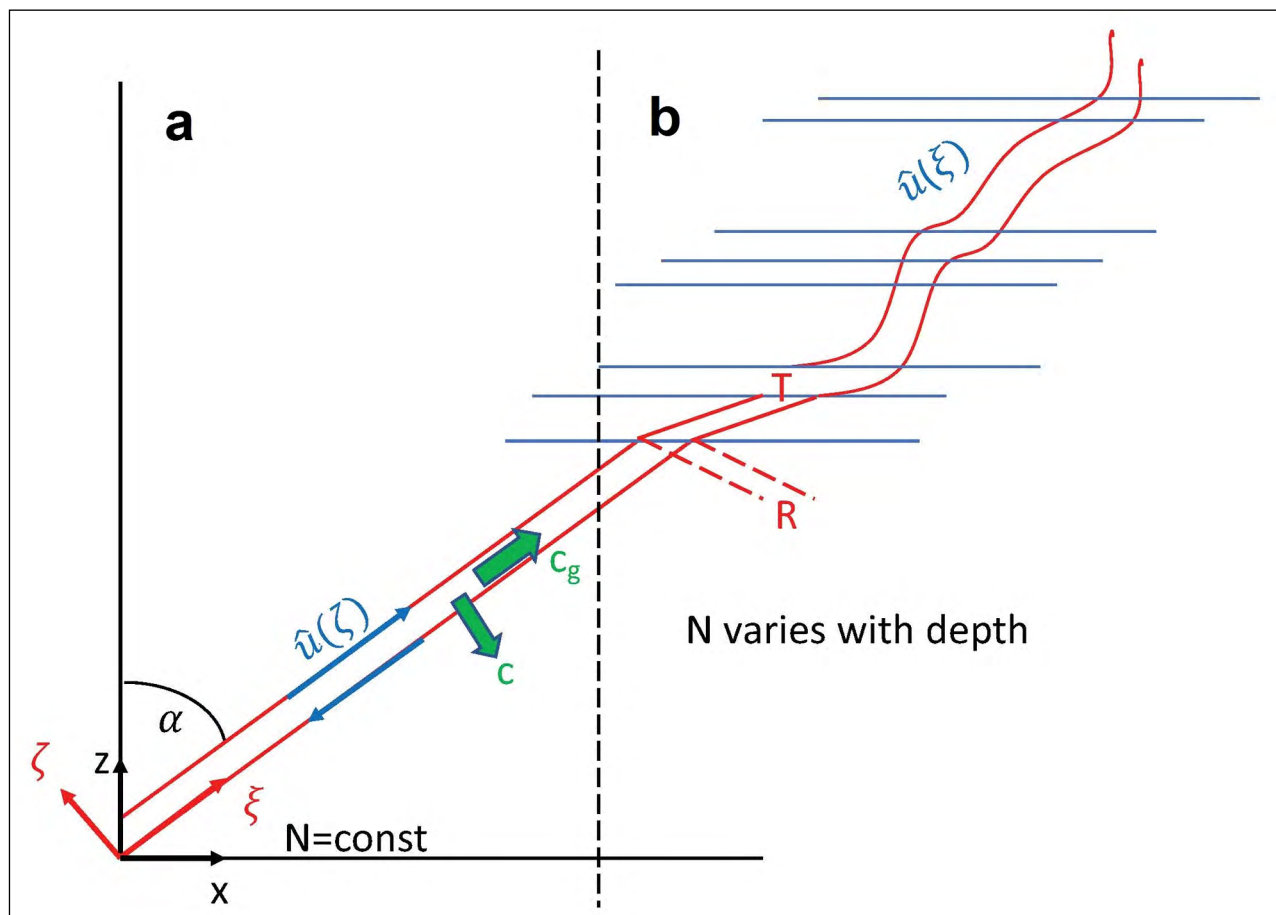 a
b
û(ξ)
T
R
c_g
c
û(ζ)
N varies with depth
α
z
ζ
ξ
N=const
x